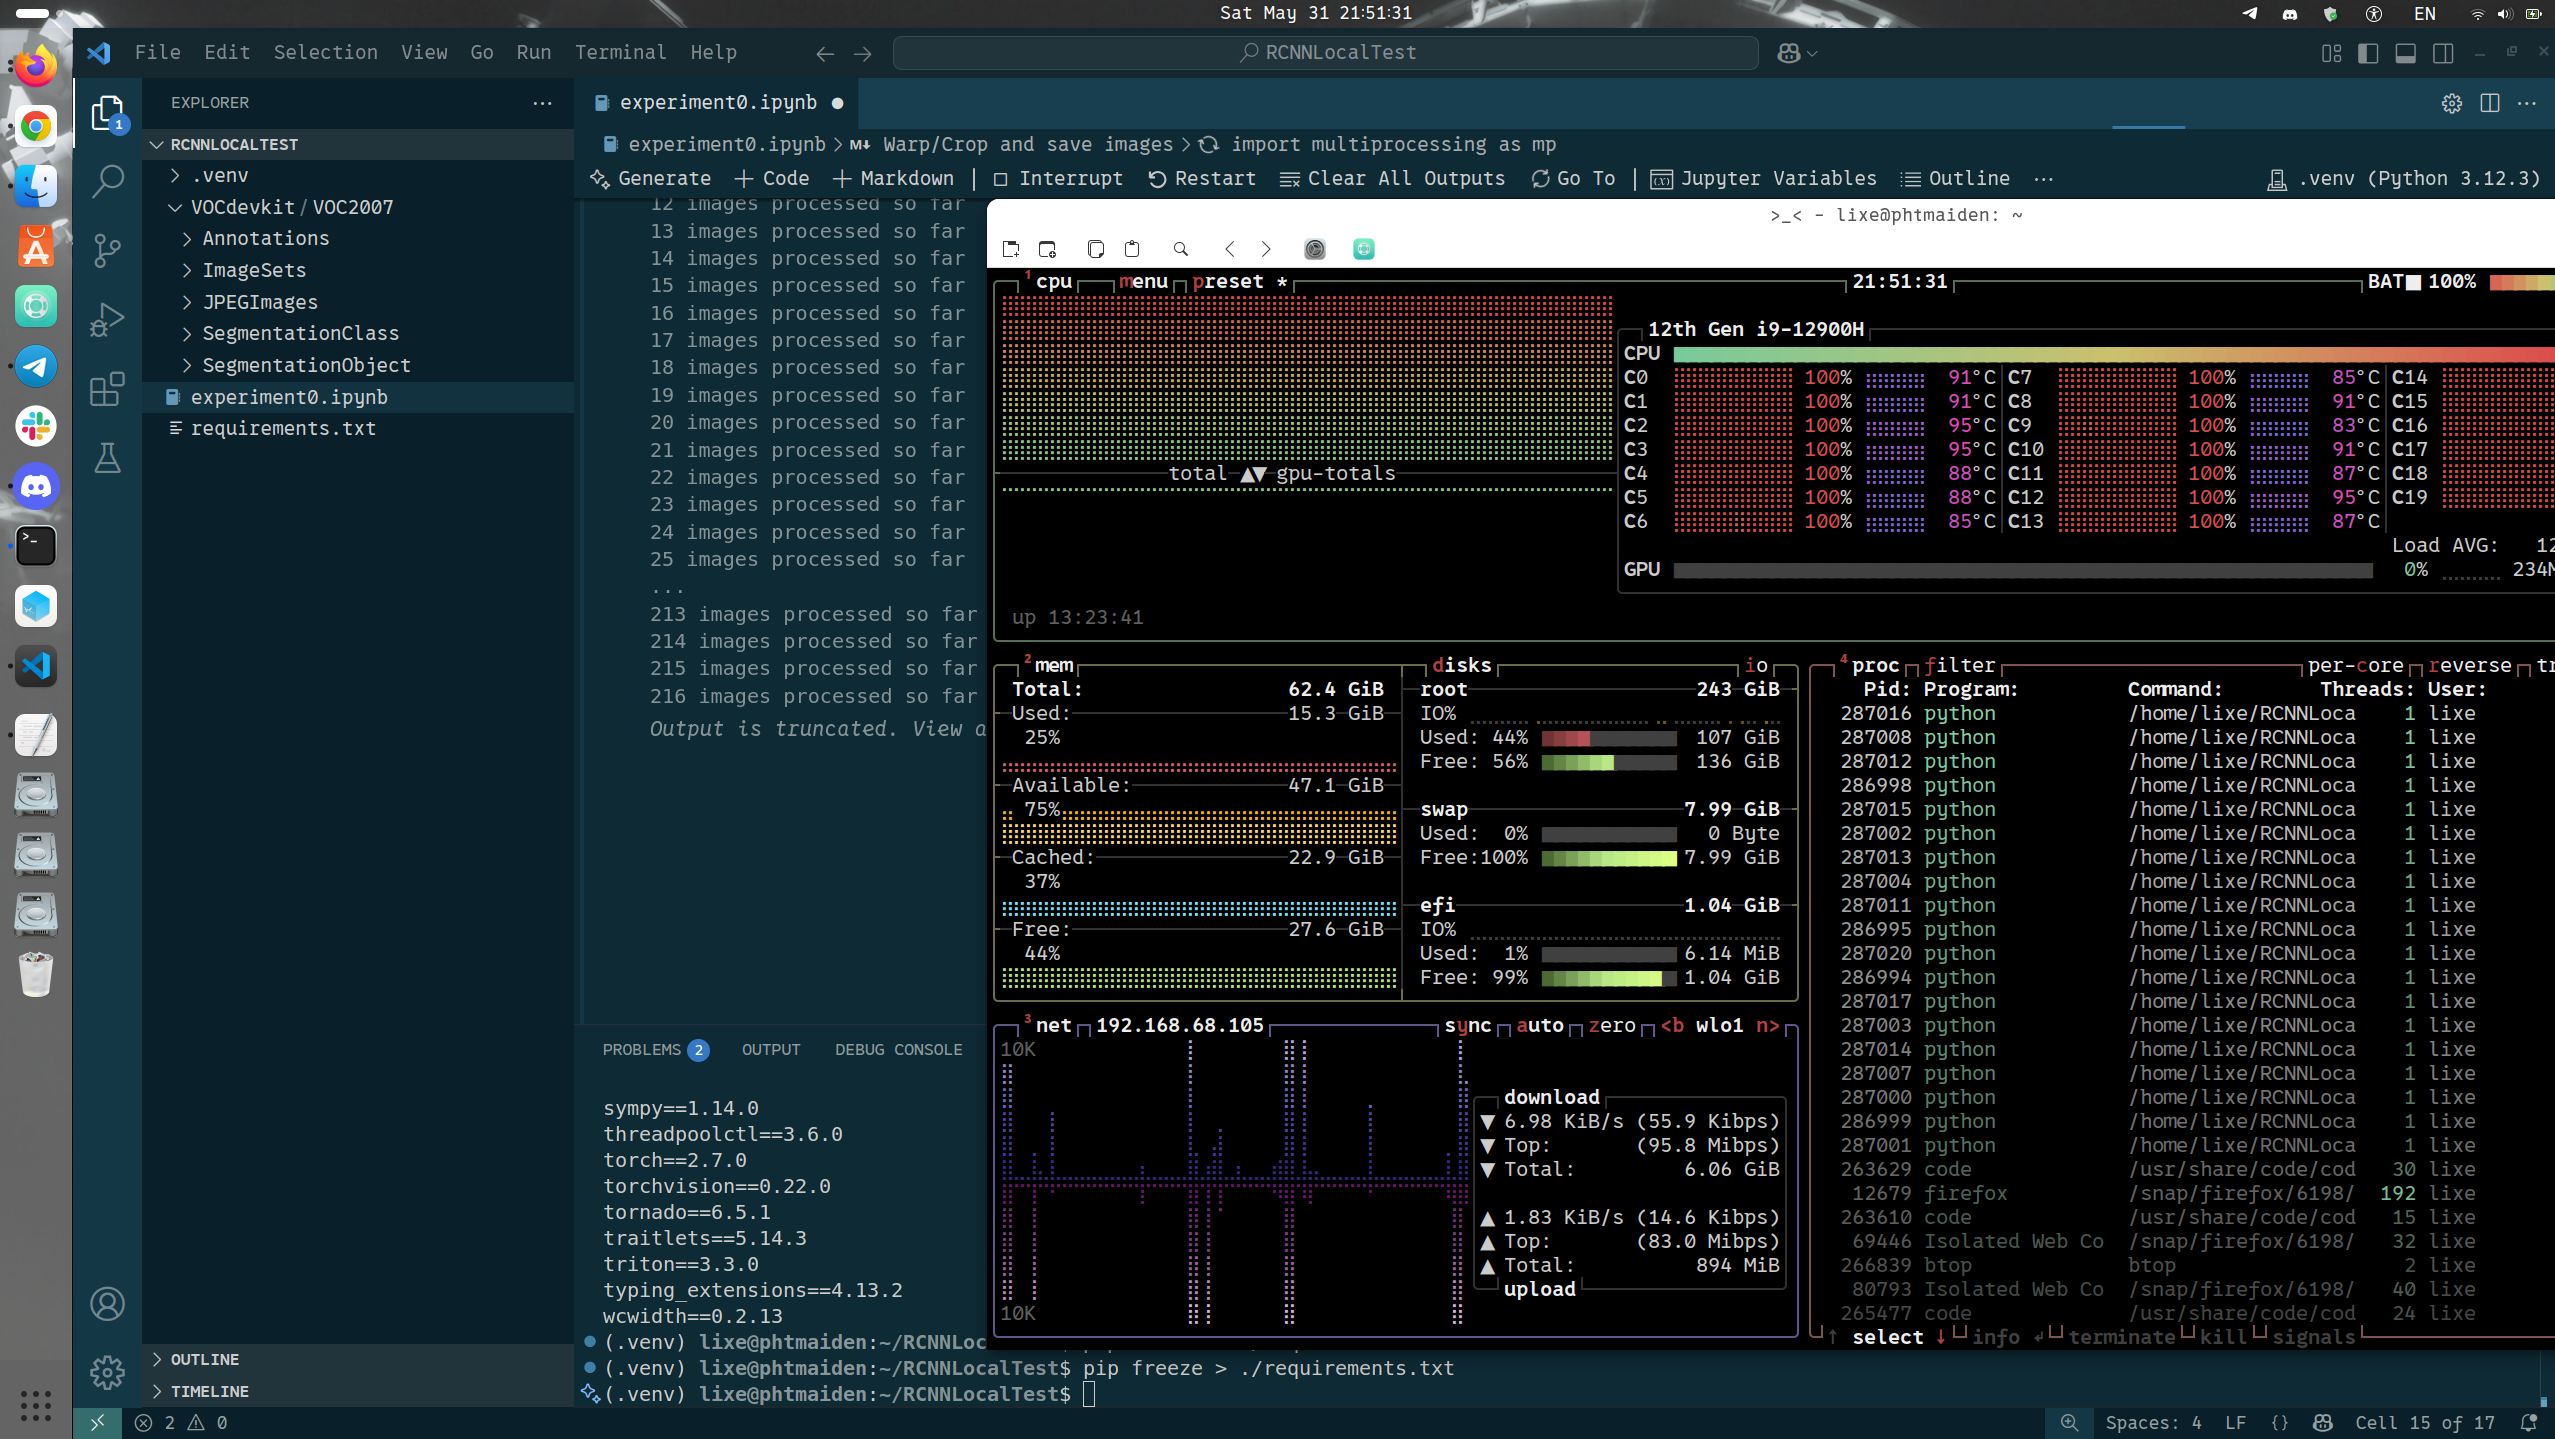 Sat May 31 21:51:31
EN
File Edit Selection View Go Run Terminal Help
RCNNLocalTest
EXPLORER
1
RCNNLOCALTEST
.venv
VOCdevkit / VOC2007
Annotations
ImageSets
JPEGImages
SegmentationClass
SegmentationObject
experiment0.ipynb
requirements.txt
OUTLINE
TIMELINE
experiment0.ipynb
experiment0.ipynb > M↓ Warp/Crop and save images > import multiprocessing as mp
Generate + Code + Markdown | Interrupt Restart Clear All Outputs Go To | Jupyter Variables Outline ... .venv (Python 3.12.3)
12 images processed so far
13 images processed so far
14 images processed so far
15 images processed so far
16 images processed so far
17 images processed so far
18 images processed so far
19 images processed so far
20 images processed so far
21 images processed so far
22 images processed so far
23 images processed so far
24 images processed so far
25 images processed so far
...
213 images processed so far
214 images processed so far
215 images processed so far
216 images processed so far
Output is truncated. View a
PROBLEMS 2 OUTPUT DEBUG CONSOLE
sympy==1.14.0
threadpoolctl==3.6.0
torch==2.7.0
torchvision==0.22.0
tornado==6.5.1
traitlets==5.14.3
triton==3.3.0
typing_extensions==4.13.2
wcwidth==0.2.13
(.venv) lixe@phtmaiden:~/RCNNLoc
(.venv) lixe@phtmaiden:~/RCNNLocalTest$ pip freeze > ./requirements.txt
(.venv) lixe@phtmaiden:~/RCNNLocalTest$
>_< - lixe@phtmaiden: ~
1 cpu menu preset * 21:51:31 BAT■ 100%
12th Gen i9-12900H
CPU
C0 100% 91°C C7 100% 85°C C14
C1 100% 91°C C8 100% 91°C C15
C2 100% 95°C C9 100% 83°C C16
C3 100% 95°C C10 100% 91°C C17
C4 100% 88°C C11 100% 87°C C18
C5 100% 88°C C12 100% 95°C C19
C6 100% 85°C C13 100% 87°C
Load AVG: 12
GPU 0% 234M
total ▲▼ gpu-totals
up 13:23:41
2 mem
Total: 62.4 GiB
Used: 15.3 GiB
25%
Available: 47.1 GiB
75%
Cached: 22.9 GiB
37%
Free: 27.6 GiB
44%
disks io
root 243 GiB
IO%
Used: 44% 107 GiB
Free: 56% 136 GiB
swap 7.99 GiB
Used: 0% 0 Byte
Free:100% 7.99 GiB
efi 1.04 GiB
IO%
Used: 1% 6.14 MiB
Free: 99% 1.04 GiB
3 net 192.168.68.105 sync auto zero <b wlo1 n>
10K
download
▼ 6.98 KiB/s (55.9 Kibps)
▼ Top: (95.8 Mibps)
▼ Total: 6.06 GiB
▲ 1.83 KiB/s (14.6 Kibps)
▲ Top: (83.0 Mibps)
▲ Total: 894 MiB
upload
10K
4 proc filter per-core reverse tr
Pid: Program: Command: Threads: User:
287016 python /home/lixe/RCNNLoca 1 lixe
287008 python /home/lixe/RCNNLoca 1 lixe
287012 python /home/lixe/RCNNLoca 1 lixe
286998 python /home/lixe/RCNNLoca 1 lixe
287015 python /home/lixe/RCNNLoca 1 lixe
287002 python /home/lixe/RCNNLoca 1 lixe
287013 python /home/lixe/RCNNLoca 1 lixe
287004 python /home/lixe/RCNNLoca 1 lixe
287011 python /home/lixe/RCNNLoca 1 lixe
286995 python /home/lixe/RCNNLoca 1 lixe
287020 python /home/lixe/RCNNLoca 1 lixe
286994 python /home/lixe/RCNNLoca 1 lixe
287017 python /home/lixe/RCNNLoca 1 lixe
287003 python /home/lixe/RCNNLoca 1 lixe
287014 python /home/lixe/RCNNLoca 1 lixe
287007 python /home/lixe/RCNNLoca 1 lixe
287000 python /home/lixe/RCNNLoca 1 lixe
286999 python /home/lixe/RCNNLoca 1 lixe
287001 python /home/lixe/RCNNLoca 1 lixe
263629 code /usr/share/code/cod 30 lixe
12679 firefox /snap/firefox/6198/ 192 lixe
263610 code /usr/share/code/cod 15 lixe
69446 Isolated Web Co /snap/firefox/6198/ 32 lixe
266839 btop btop 2 lixe
80793 Isolated Web Co /snap/firefox/6198/ 40 lixe
265477 code /usr/share/code/cod 24 lixe
↑ select ↓ info ↲ terminate kill signals
2 0
Spaces: 4 LF {} Cell 15 of 17